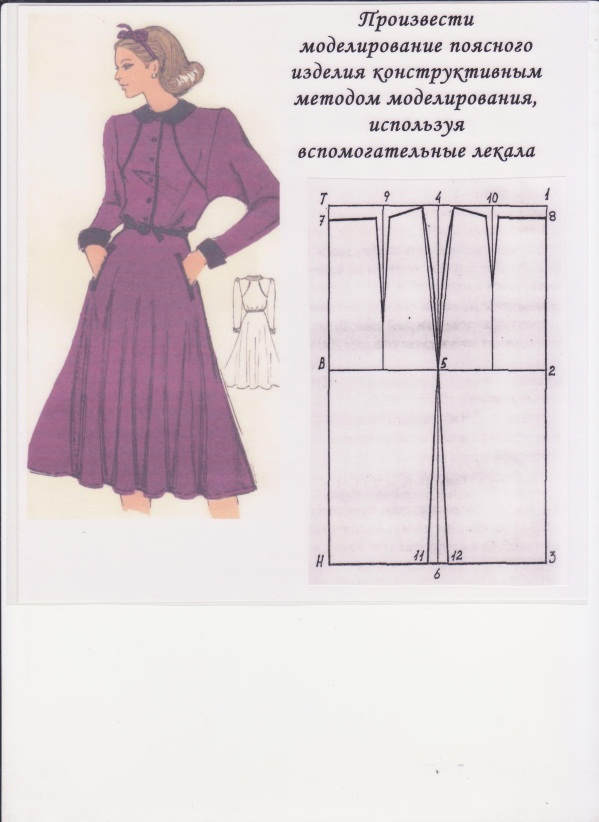 Произвести
моделирование поясного
изделия конструктивным
методом моделирования,
используя
вспомогательные лекала
Т 9 4 10 1
7 8
В 5 2
Н 11 12 3
6